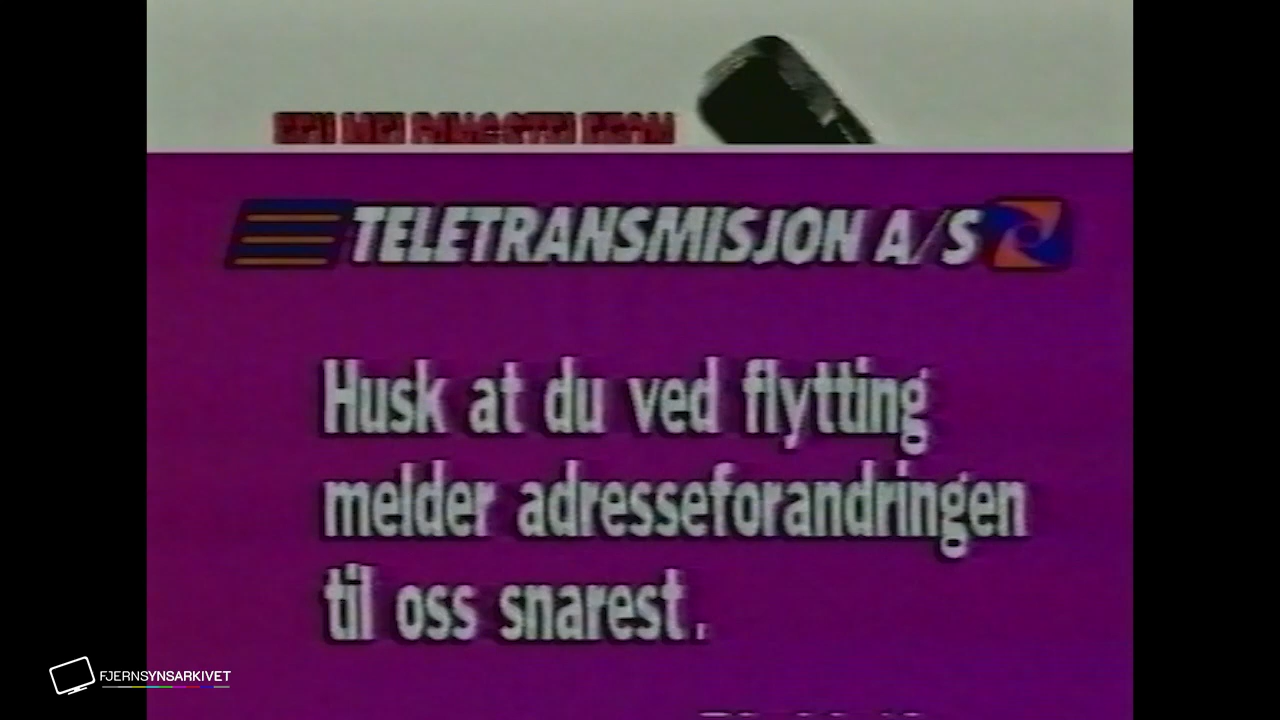 TELETRANSMISJON A/S
Husk at du ved flytting
melder adresseforandringen
til oss snarest.
FJERNSYNSARKIVET